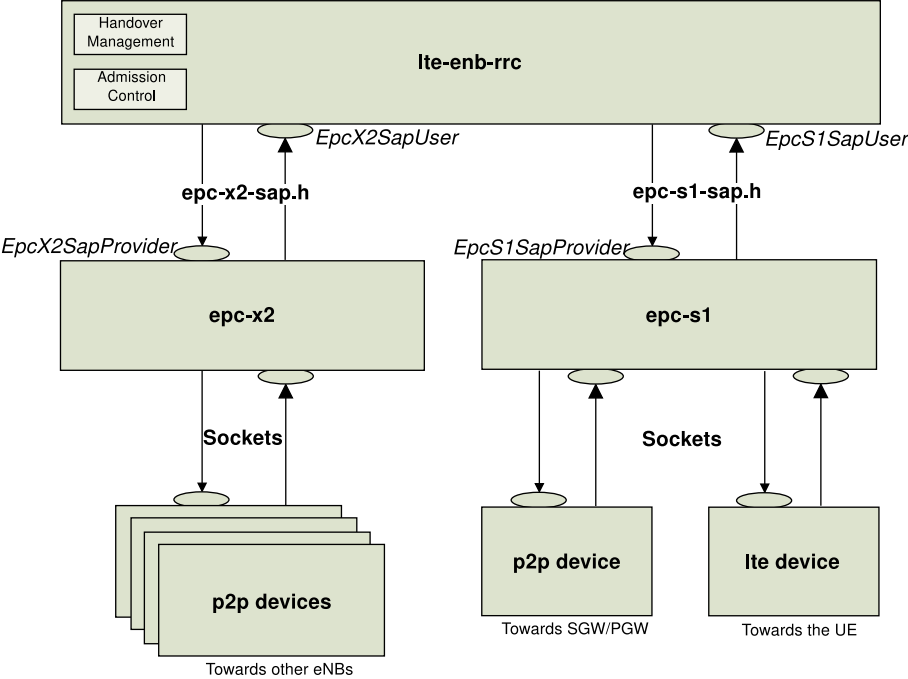 Handover
Management
Admission
Control
lte-enb-rrc
EpcX2SapUser
EpcS1SapUser
epc-x2-sap.h
epc-s1-sap.h
EpcX2SapProvider
EpcS1SapProvider
epc-x2
epc-s1
Sockets
Sockets
p2p devices
p2p device
lte device
Towards other eNBs
Towards SGW/PGW
Towards the UE